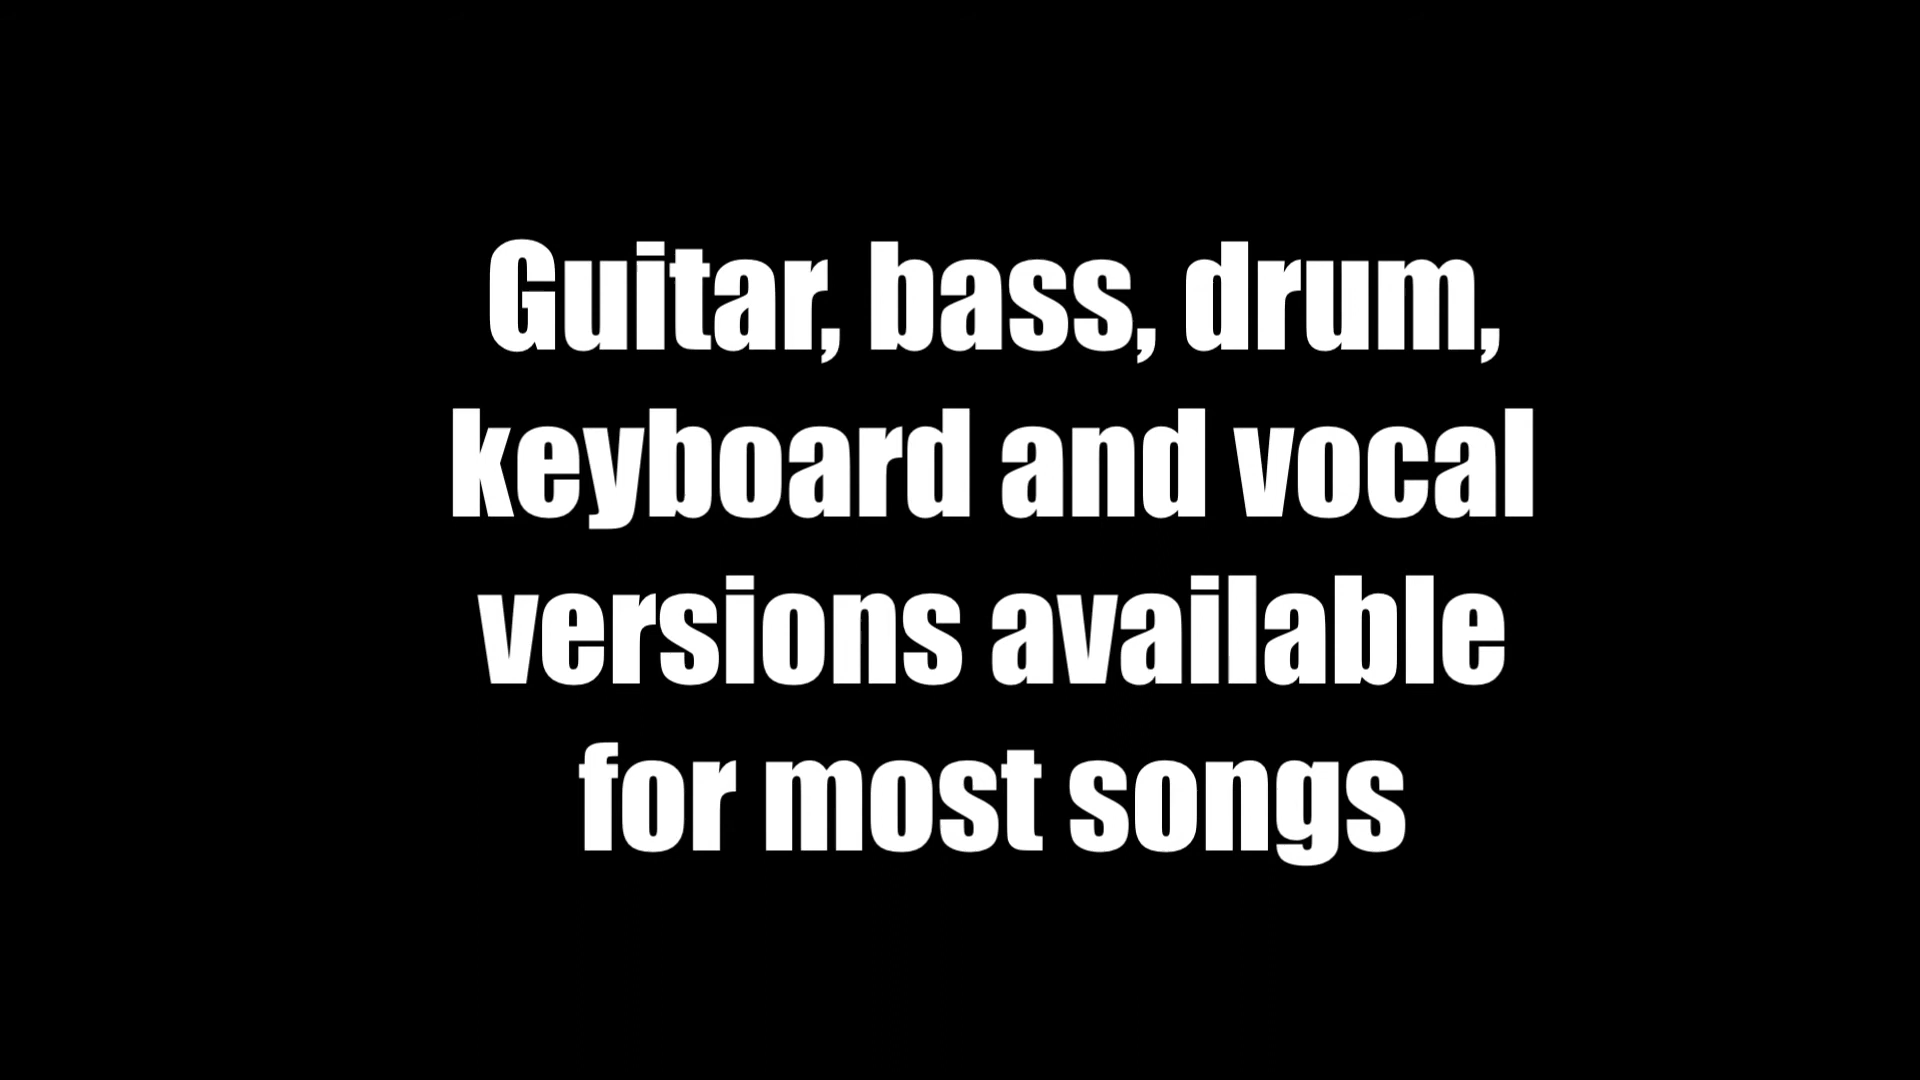 Guitar, bass, drum,
keyboard and vocal
versions available
for most songs